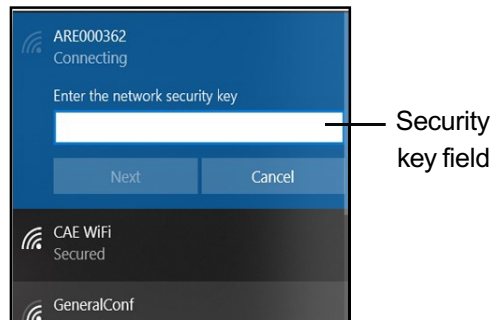 ARE000362
Connecting
Enter the network security key
Next
Cancel
CAE WiFi
Secured
GeneralConf
Security
key field